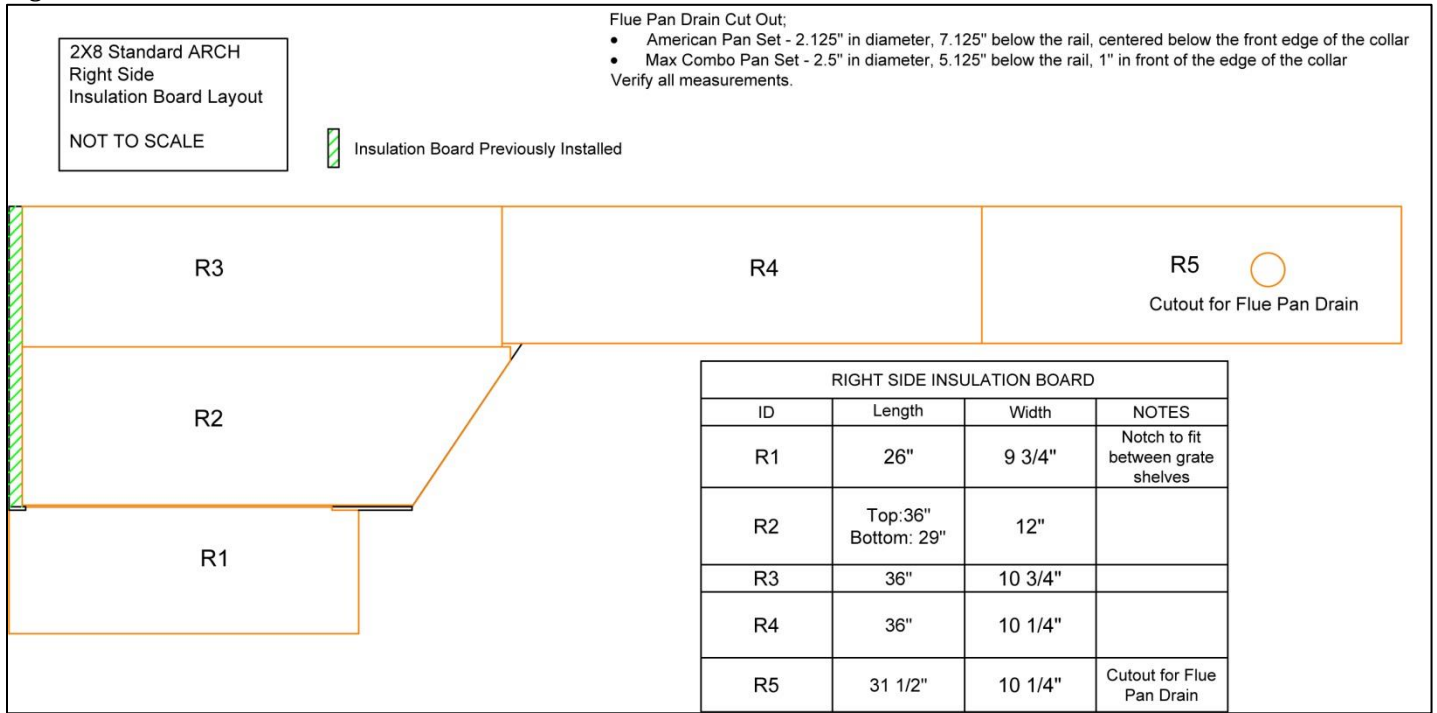 2X8 Standard ARCH
Right Side
Insulation Board Layout
NOT TO SCALE
Insulation Board Previously Installed
Flue Pan Drain Cut Out;
• American Pan Set - 2.125" in diameter, 7.125" below the rail, centered below the front edge of the collar
• Max Combo Pan Set - 2.5" in diameter, 5.125" below the rail, 1" in front of the edge of the collar
Verify all measurements.
R3
R4
R5
Cutout for Flue Pan Drain
R2
R1
RIGHT SIDE INSULATION BOARD
ID Length Width NOTES
R1 26" 9 3/4" Notch to fit
between grate
shelves
R2 Top:36"
Bottom: 29" 12"
R3 36" 10 3/4"
R4 36" 10 1/4"
R5 31 1/2" 10 1/4" Cutout for Flue
Pan Drain